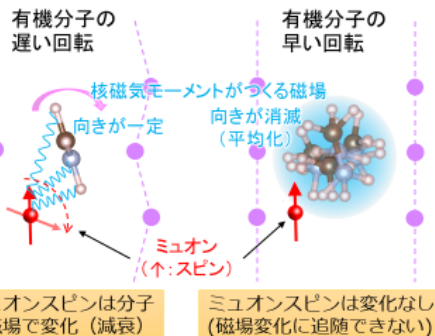 有機分子の
遅い回転
有機分子の
早い回転
核磁気モーメントがつくる磁場
向きが一定
向きが消滅
（平均化）
ミュオン
（↑：スピン）
オンスピンは分子
場で変化（減衰）
ミュオンスピンは変化なし
(磁場変化に追随できない)